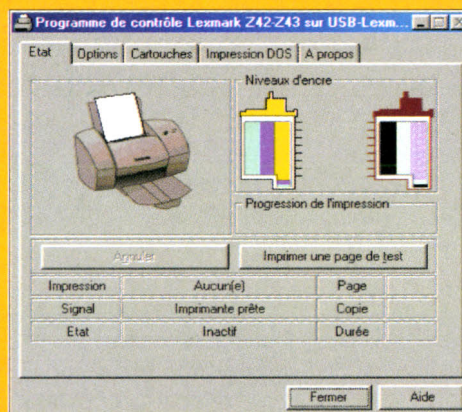 Programme de contrôle Lexmark Z42-Z43 sur USB-Lexm...
Etat Options Cartouches Impression DOS A propos
Niveaux d'encre
Progression de l'impression
Annuler Imprimer une page de test
Impression Aucun(e) Page
Signal Imprimante prête Copie
Etat Inactif Durée
Fermer Aide